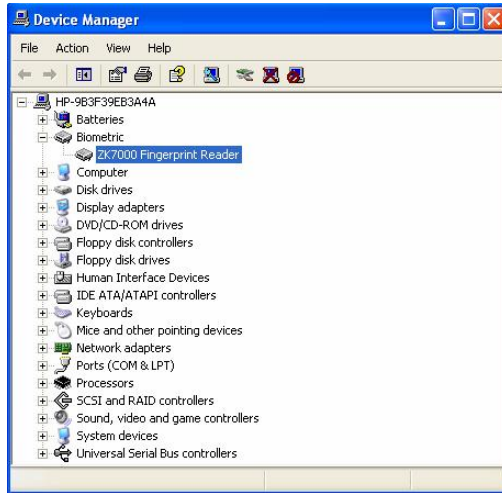 Device Manager
File Action View Help
HP-9B3F39EB3A4A
Batteries
Biometric
ZK7000 Fingerprint Reader
Computer
Disk drives
Display adapters
DVD/CD-ROM drives
Floppy disk controllers
Floppy disk drives
Human Interface Devices
IDE ATA/ATAPI controllers
Keyboards
Mice and other pointing devices
Network adapters
Ports (COM & LPT)
Processors
SCSI and RAID controllers
Sound, video and game controllers
System devices
Universal Serial Bus controllers